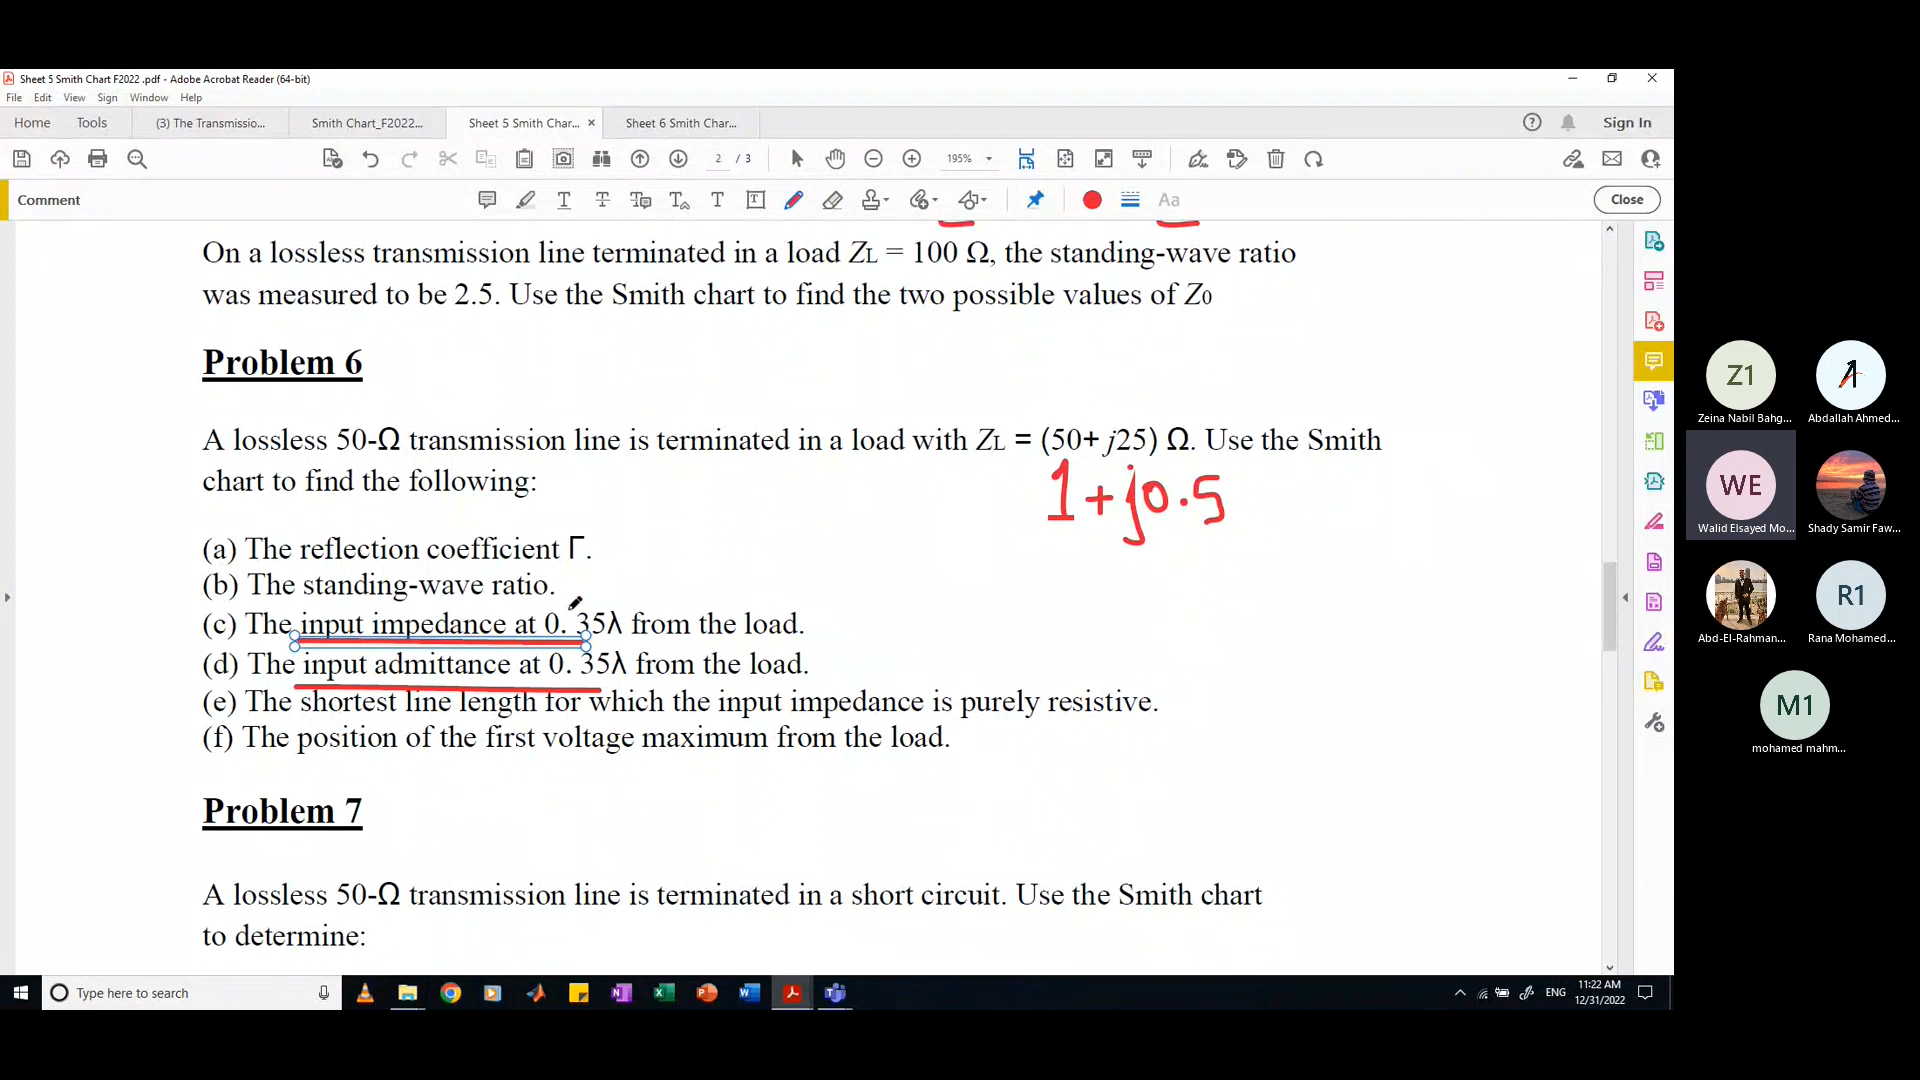 Sheet 5 Smith Chart F2022 .pdf - Adobe Acrobat Reader (64-bit)
File Edit View Sign Window Help
Home Tools (3) The Transmissio... Smith Chart_F2022... Sheet 5 Smith Char... × Sheet 6 Smith Char... Sign In
2 / 3 195%
Comment Aa Close
On a lossless transmission line terminated in a load ZL = 100 Ω, the standing-wave ratio
was measured to be 2.5. Use the Smith chart to find the two possible values of Z0
Problem 6
A lossless 50-Ω transmission line is terminated in a load with ZL = (50+ j25) Ω. Use the Smith
chart to find the following:
1+j0.5
(a) The reflection coefficient Γ.
(b) The standing-wave ratio.
(c) The input impedance at 0. 35λ from the load.
(d) The input admittance at 0. 35λ from the load.
(e) The shortest line length for which the input impedance is purely resistive.
(f) The position of the first voltage maximum from the load.
Problem 7
A lossless 50-Ω transmission line is terminated in a short circuit. Use the Smith chart
to determine:
Z1
Zeina Nabil Bahg...
Abdallah Ahmed...
WE
Walid Elsayed Mo...
Shady Samir Faw...
Abd-El-Rahman...
R1
Rana Mohamed...
M1
mohamed mahm...
Type here to search
ENG
11:22 AM
12/31/2022